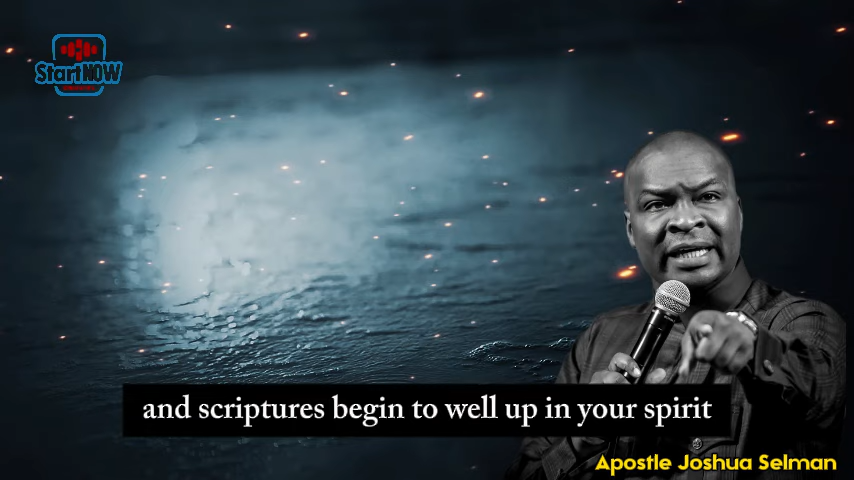 StartNOW
and scriptures begin to well up in your spirit
Apostle Joshua Selman